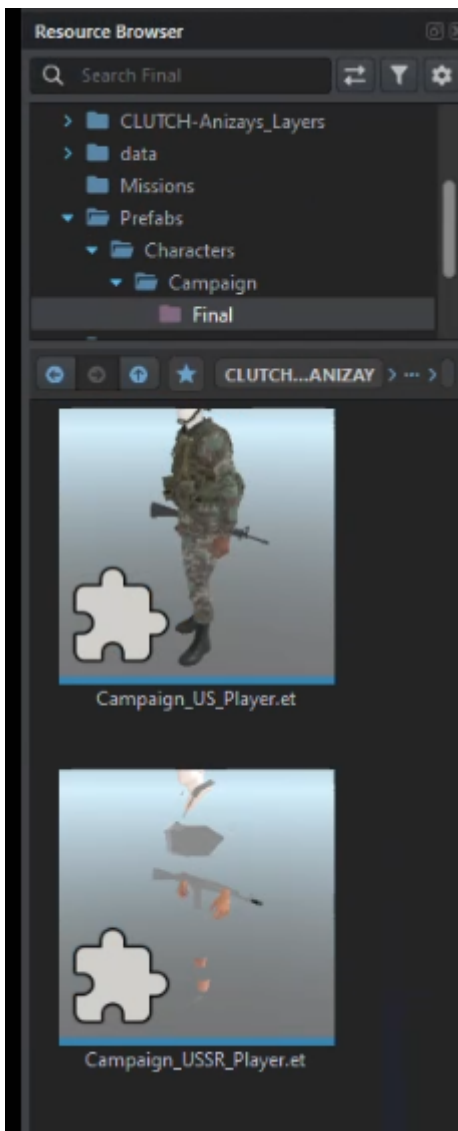 Resource Browser
Search Final
CLUTCH-Anizays_Layers
data
Missions
Prefabs
Characters
Campaign
Final
CLUTCH...ANIZAY > ... >
Campaign_US_Player.et
Campaign_USSR_Player.et